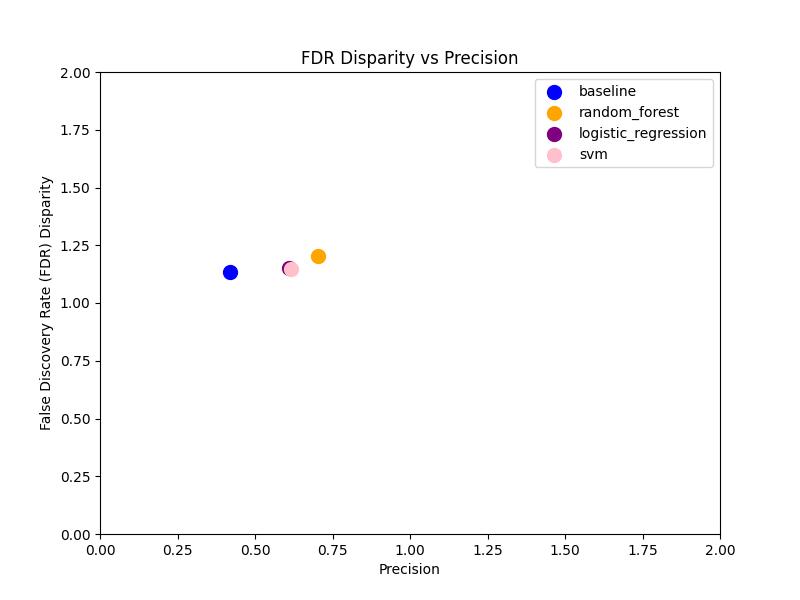 FDR Disparity vs Precision
baseline
random_forest
logistic_regression
svm
False Discovery Rate (FDR) Disparity
2.00
1.75
1.50
1.25
1.00
0.75
0.50
0.25
0.00
0.00 0.25 0.50 0.75 1.00 1.25 1.50 1.75 2.00
Precision